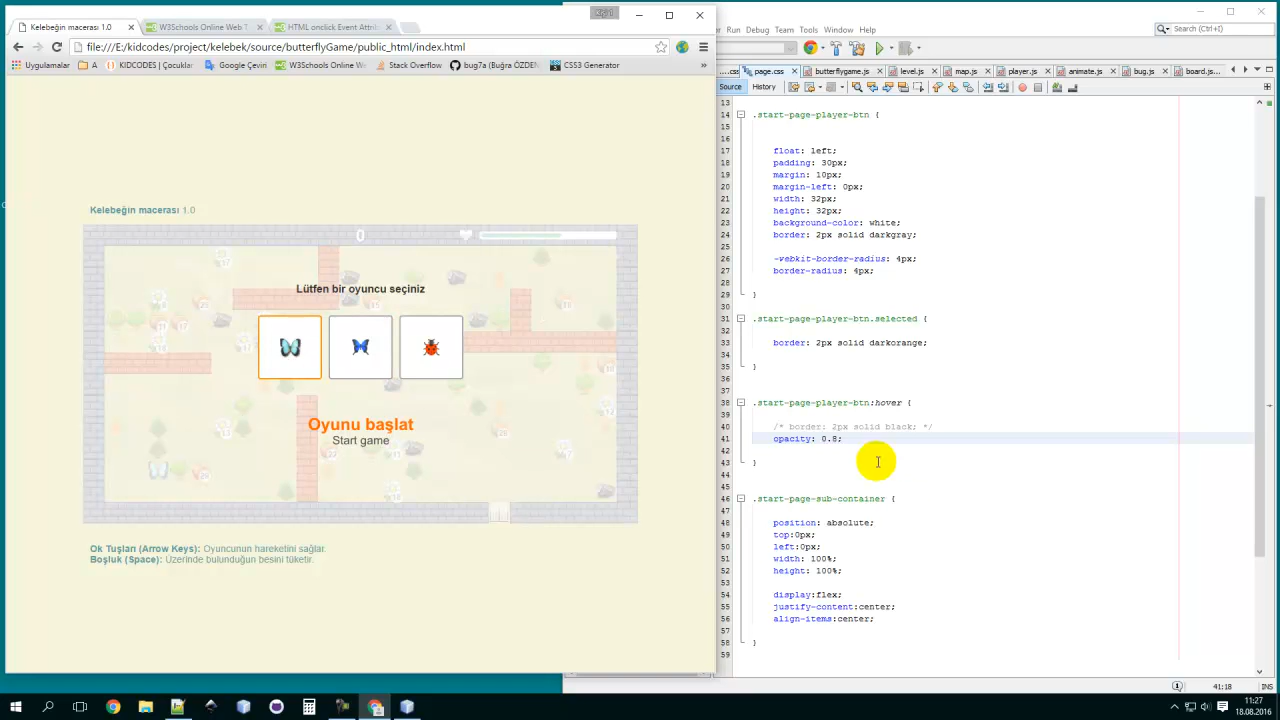 Kelebeğin macerası 1.0
W3Schools Online Web T
HTML onclick Event Attrib
file:///E:/kidcodes/project/kelebek/source/butterflyGame/public_html/index.html
Uygulamalar
A
KIDCODES | Çocuklar
Google Çeviri
W3Schools Online We
Stack Overflow
bug7a (Buğra ÖZDEN
CSS3 Generator
»
Kelebeğin macerası 1.0
0
Lütfen bir oyuncu seçiniz
Oyunu başlat
Start game
Ok Tuşları (Arrow Keys): Oyuncunun hareketini sağlar.
Boşluk (Space): Üzerinde bulunduğun besini tüketir.
Run Debug Team Tools Window Help
Search (Ctrl+I)
....css page.css butterflygame.js level.js map.js player.js animate.js bug.js board.js...
Source History
13
14 .start-page-player-btn {
15
16
17 float: left;
18 padding: 30px;
19 margin: 10px;
20 margin-left: 0px;
21 width: 32px;
22 height: 32px;
23 background-color: white;
24 border: 2px solid darkgray;
25
26 -webkit-border-radius: 4px;
27 border-radius: 4px;
28
29 }
30
31 .start-page-player-btn.selected {
32
33 border: 2px solid darkorange;
34
35 }
36
37
38 .start-page-player-btn:hover {
39
40 /* border: 2px solid black; */
41 opacity: 0.8;
42
43 }
44
45
46 .start-page-sub-container {
47
48 position: absolute;
49 top:0px;
50 left:0px;
51 width: 100%;
52 height: 100%;
53
54 display:flex;
55 justify-content:center;
56 align-items:center;
57
58 }
59
41:18 INS
11:27
18.08.2016